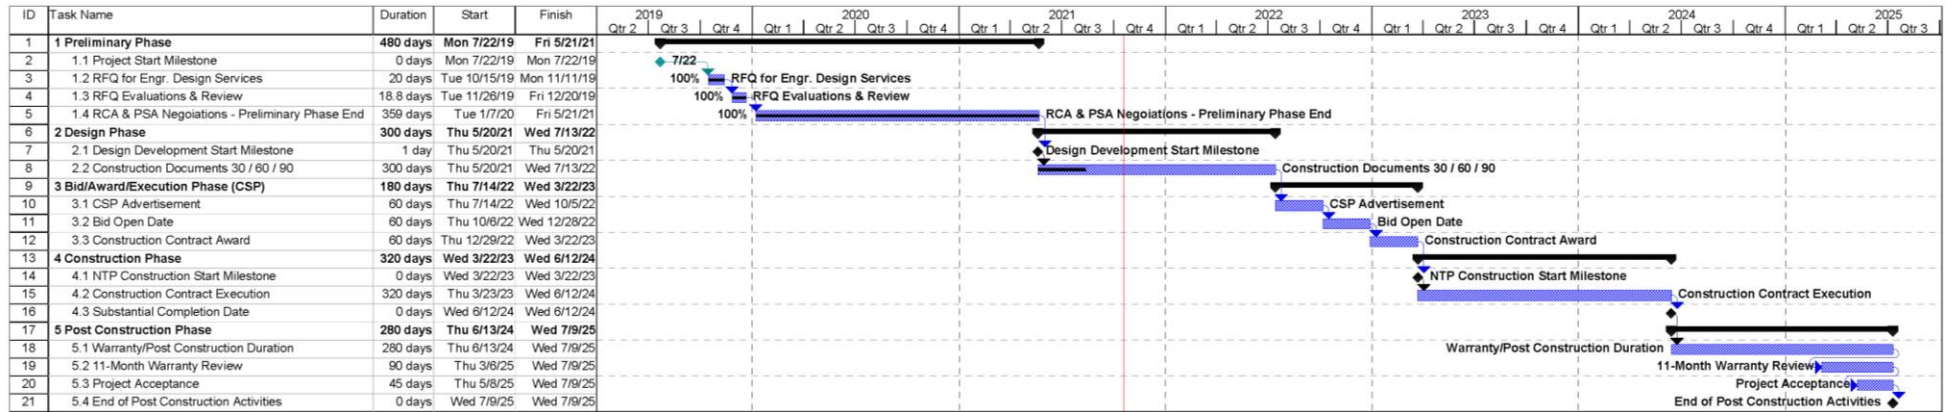 ID Task Name Duration Start Finish 2019 2020 2021 2022 2023 2024 2025
Qtr 2 Qtr 3 Qtr 4 Qtr 1 Qtr 2 Qtr 3 Qtr 4 Qtr 1 Qtr 2 Qtr 3 Qtr 4 Qtr 1 Qtr 2 Qtr 3 Qtr 4 Qtr 1 Qtr 2 Qtr 3 Qtr 4 Qtr 1 Qtr 2 Qtr 3 Qtr 4 Qtr 1 Qtr 2 Qtr 3
1 1 Preliminary Phase 480 days Mon 7/22/19 Fri 5/21/21
2 1.1 Project Start Milestone 0 days Mon 7/22/19 Mon 7/22/19 7/22
3 1.2 RFQ for Engr. Design Services 20 days Tue 10/15/19 Mon 11/11/19 100% RFQ for Engr. Design Services
4 1.3 RFQ Evaluations & Review 18.8 days Tue 11/26/19 Fri 12/20/19 100% RFQ Evaluations & Review
5 1.4 RCA & PSA Negoiations - Preliminary Phase End 359 days Tue 1/7/20 Fri 5/21/21 100% RCA & PSA Negoiations - Preliminary Phase End
6 2 Design Phase 300 days Thu 5/20/21 Wed 7/13/22
7 2.1 Design Development Start Milestone 1 day Thu 5/20/21 Thu 5/20/21 Design Development Start Milestone
8 2.2 Construction Documents 30 / 60 / 90 300 days Thu 5/20/21 Wed 7/13/22 Construction Documents 30 / 60 / 90
9 3 Bid/Award/Execution Phase (CSP) 180 days Thu 7/14/22 Wed 3/22/23
10 3.1 CSP Advertisement 60 days Thu 7/14/22 Wed 10/5/22 CSP Advertisement
11 3.2 Bid Open Date 60 days Thu 10/6/22 Wed 12/28/22 Bid Open Date
12 3.3 Construction Contract Award 60 days Thu 12/29/22 Wed 3/22/23 Construction Contract Award
13 4 Construction Phase 320 days Wed 3/22/23 Wed 6/12/24
14 4.1 NTP Construction Start Milestone 0 days Wed 3/22/23 Wed 3/22/23 NTP Construction Start Milestone
15 4.2 Construction Contract Execution 320 days Thu 3/23/23 Wed 6/12/24 Construction Contract Execution
16 4.3 Substantial Completion Date 0 days Wed 6/12/24 Wed 6/12/24
17 5 Post Construction Phase 280 days Thu 6/13/24 Wed 7/9/25
18 5.1 Warranty/Post Construction Duration 280 days Thu 6/13/24 Wed 7/9/25 Warranty/Post Construction Duration
19 5.2 11-Month Warranty Review 90 days Thu 3/6/25 Wed 7/9/25 11-Month Warranty Review
20 5.3 Project Acceptance 45 days Thu 5/8/25 Wed 7/9/25 Project Acceptance
21 5.4 End of Post Construction Activities 0 days Wed 7/9/25 Wed 7/9/25 End of Post Construction Activities